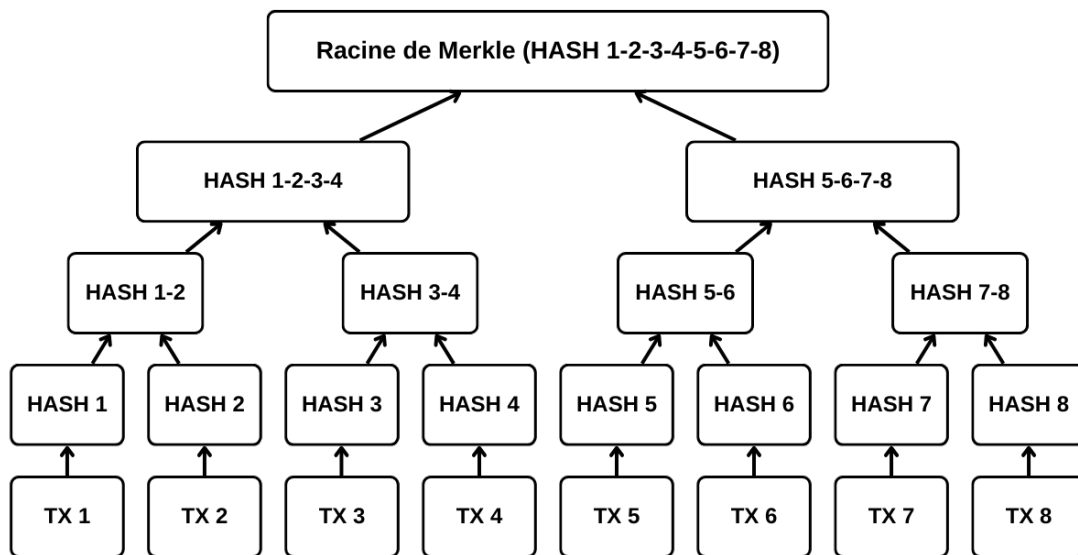 Racine de Merkle (HASH 1-2-3-4-5-6-7-8)
HASH 1-2-3-4
HASH 5-6-7-8
HASH 1-2
HASH 3-4
HASH 5-6
HASH 7-8
HASH 1
HASH 2
HASH 3
HASH 4
HASH 5
HASH 6
HASH 7
HASH 8
TX 1
TX 2
TX 3
TX 4
TX 5
TX 6
TX 7
TX 8